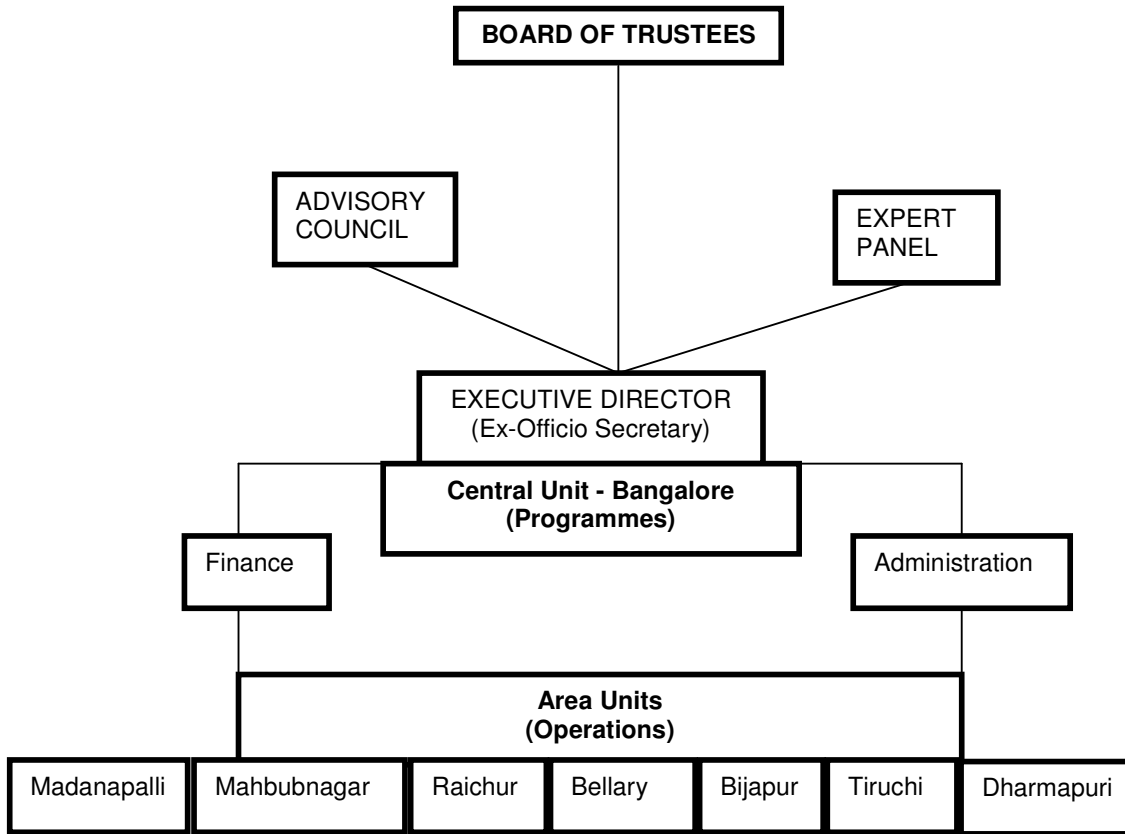 BOARD OF TRUSTEES
ADVISORY
COUNCIL
EXPERT
PANEL
EXECUTIVE DIRECTOR
(Ex-Officio Secretary)
Central Unit - Bangalore
(Programmes)
Finance
Administration
Area Units
(Operations)
Madanapalli
Mahbubnagar
Raichur
Bellary
Bijapur
Tiruchi
Dharmapuri